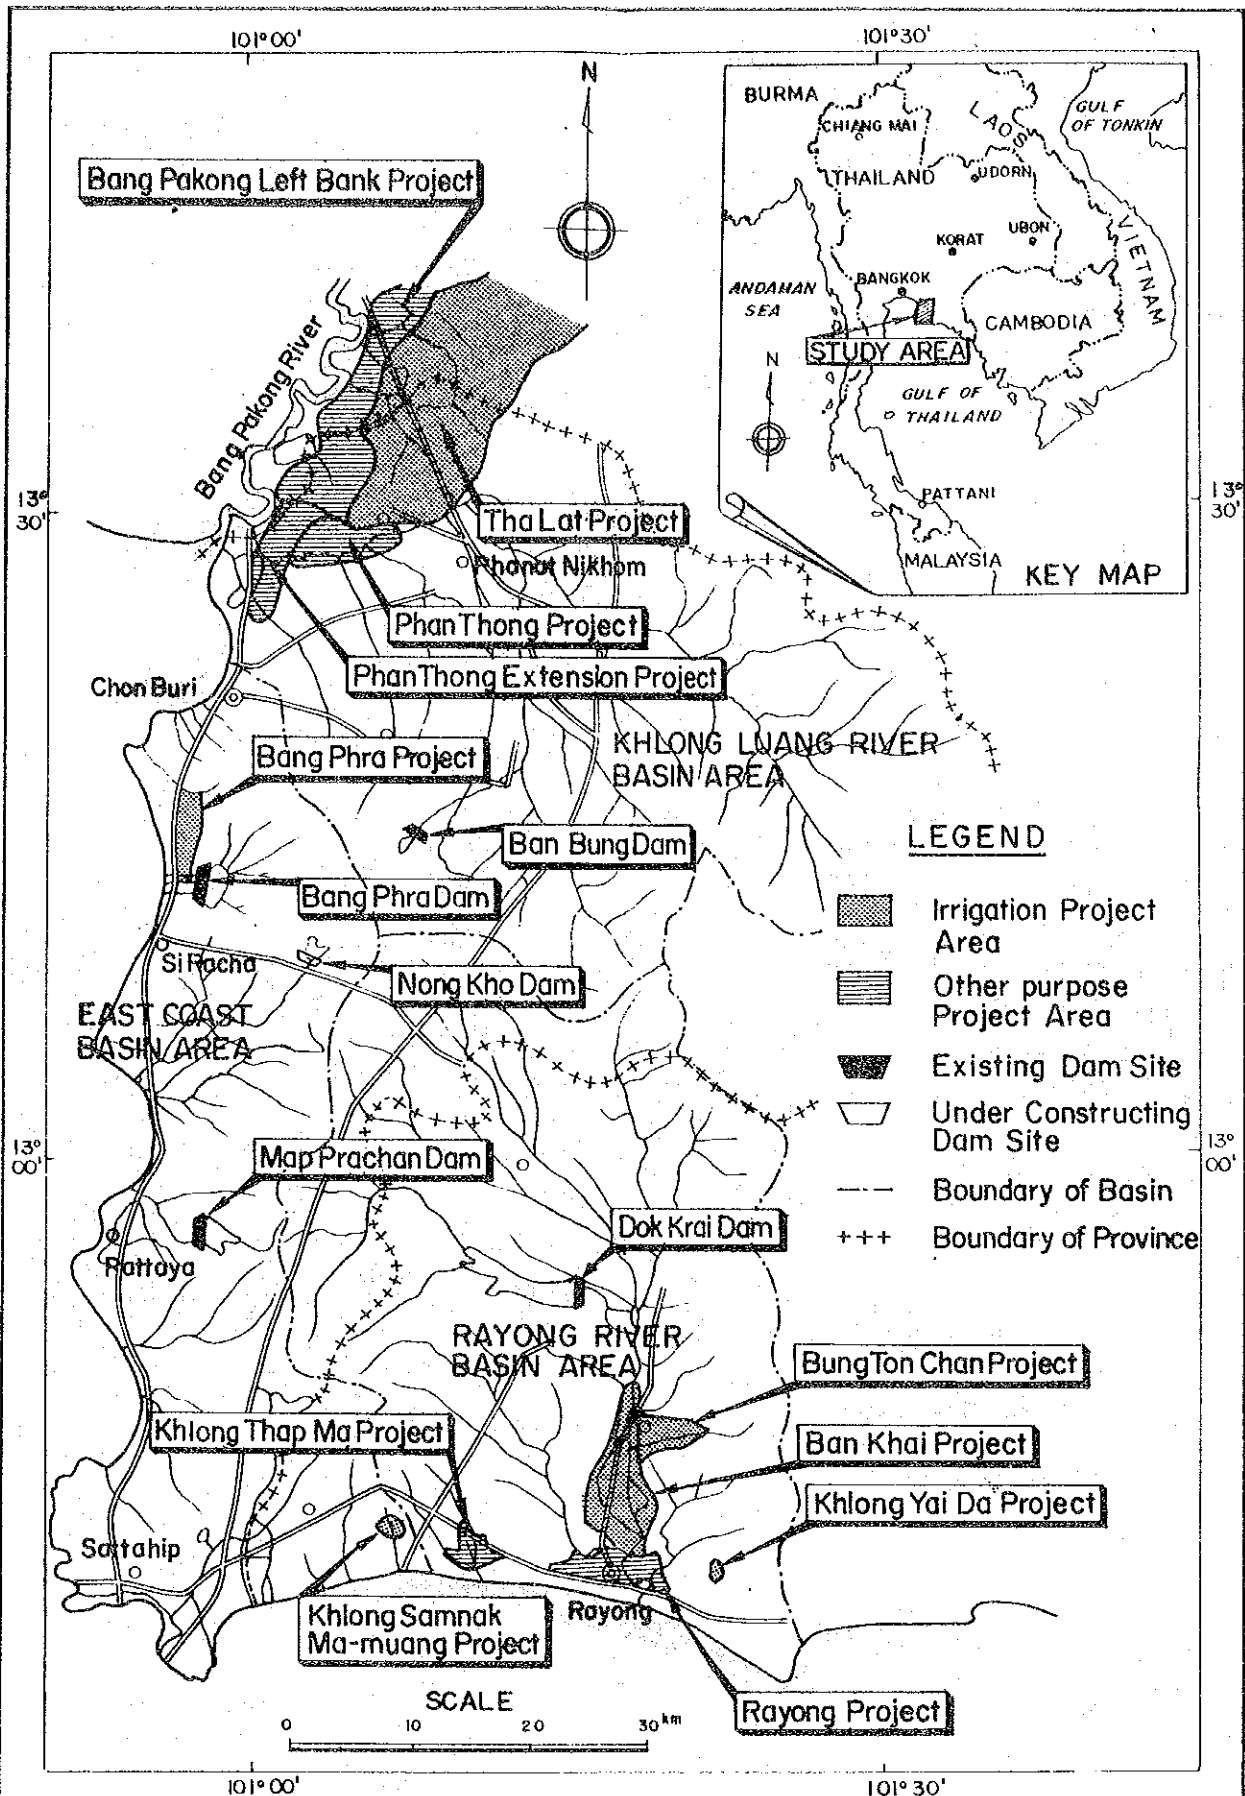 101°00'
101°30'
N
BURMA
CHIANG MAI
LAOS
GULF
OF TONKIN
THAILAND
UDORN
VIETNAM
KORAT
UBON
BANGKOK
ANDAMAN
SEA
CAMBODIA
STUDY AREA
N
GULF OF
THAILAND
PATTANI
MALAYSIA
KEY MAP
Bang Pakong Left Bank Project
Bang Pakong River
13°
30'
13°
30'
Tha Lat Project
Phanat Nikhom
Phan Thong Project
Phan Thong Extension Project
Chon Buri
KHLONG LUANG RIVER
BASIN AREA
Bang Phra Project
Ban Bung Dam
Bang Phra Dam
Si Racha
Nong Kho Dam
EAST COAST
BASIN AREA
LEGEND
Irrigation Project
Area
Other purpose
Project Area
Existing Dam Site
Under Constructing
Dam Site
Boundary of Basin
Boundary of Province
13°
00'
13°
00'
Map Prachan Dam
Dok Krai Dam
Pattaya
RAYONG RIVER
BASIN AREA
Bung Ton Chan Project
Khlong Thap Ma Project
Ban Khai Project
Khlong Yai Da Project
Sattahip
Khlong Samnak
Ma-muang Project
Rayong
Rayong Project
SCALE
0 10 20 30 km
101°00'
101°30'